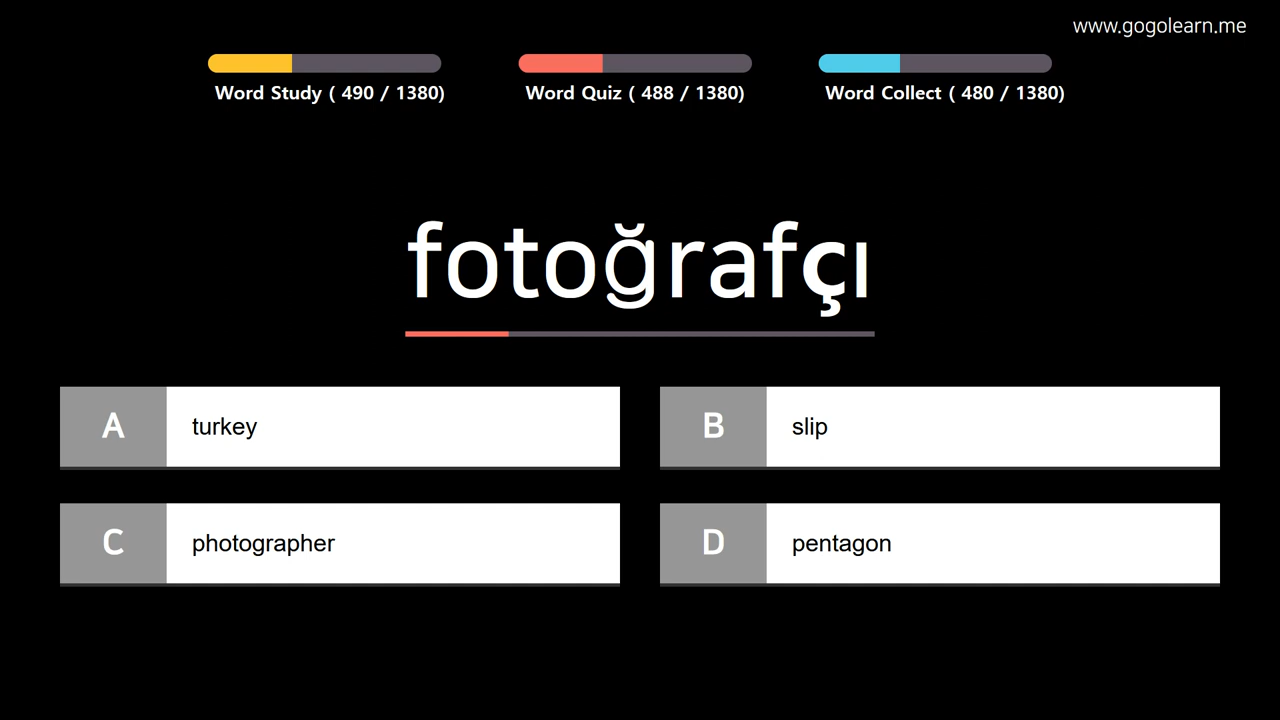 www.gogolearn.me
Word Study ( 490 / 1380)
Word Quiz ( 488 / 1380)
Word Collect ( 480 / 1380)
fotoğrafçı
A turkey
B slip
C photographer
D pentagon